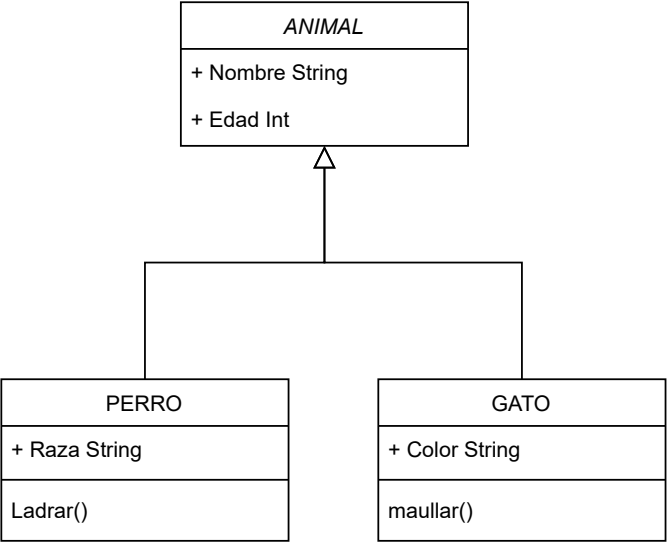 ANIMAL
+ Nombre String
+ Edad Int
PERRO
+ Raza String
Ladrar()
GATO
+ Color String
maullar()